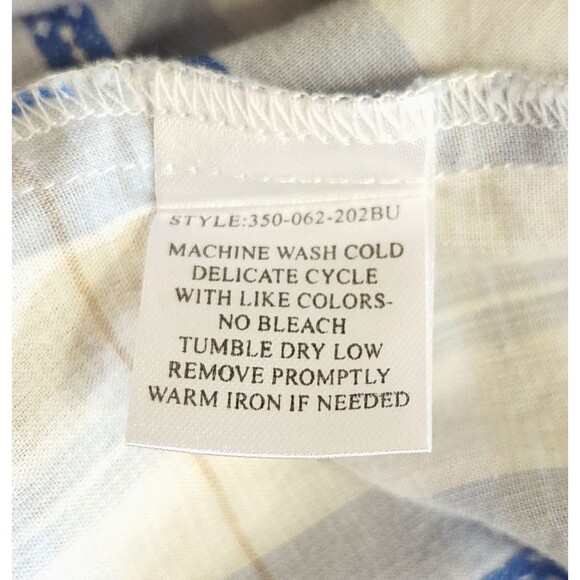 STYLE:350-062-202BU
MACHINE WASH COLD
DELICATE CYCLE
WITH LIKE COLORS-
NO BLEACH
TUMBLE DRY LOW
REMOVE PROMPTLY
WARM IRON IF NEEDED